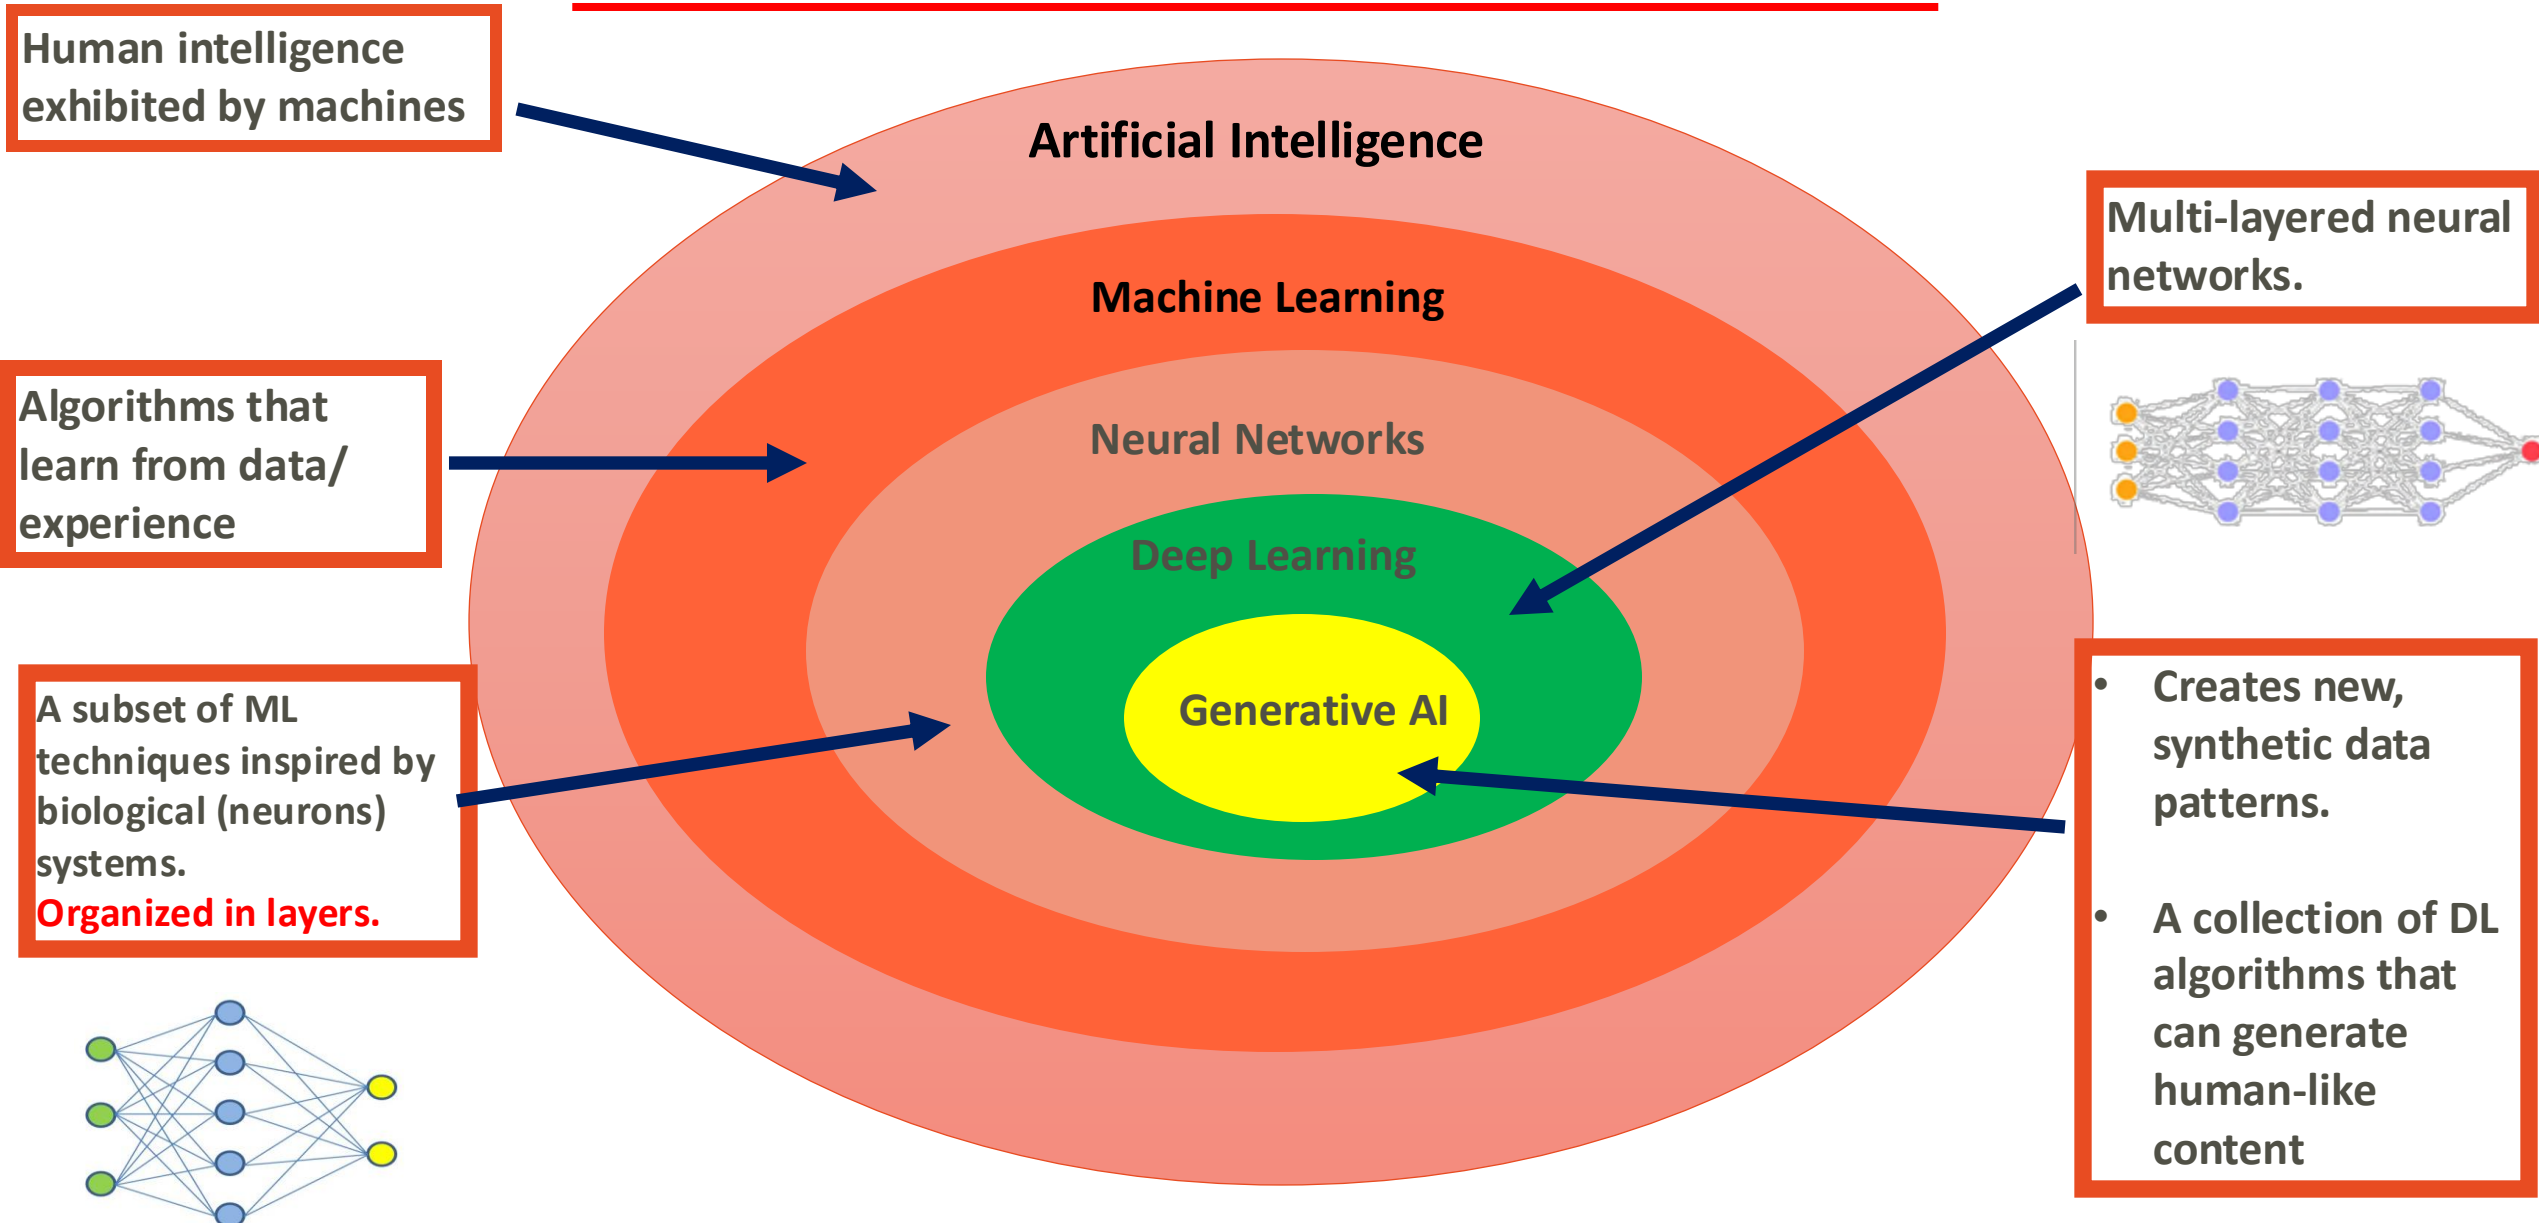 Human intelligence
exhibited by machines
Artificial Intelligence
Machine Learning
Neural Networks
Deep Learning
Generative AI
Algorithms that
learn from data/
experience
A subset of ML
techniques inspired by
biological (neurons)
systems.
Organized in layers.
Multi-layered neural
networks.
• Creates new,
synthetic data
patterns.
• A collection of DL
algorithms that
can generate
human-like
content